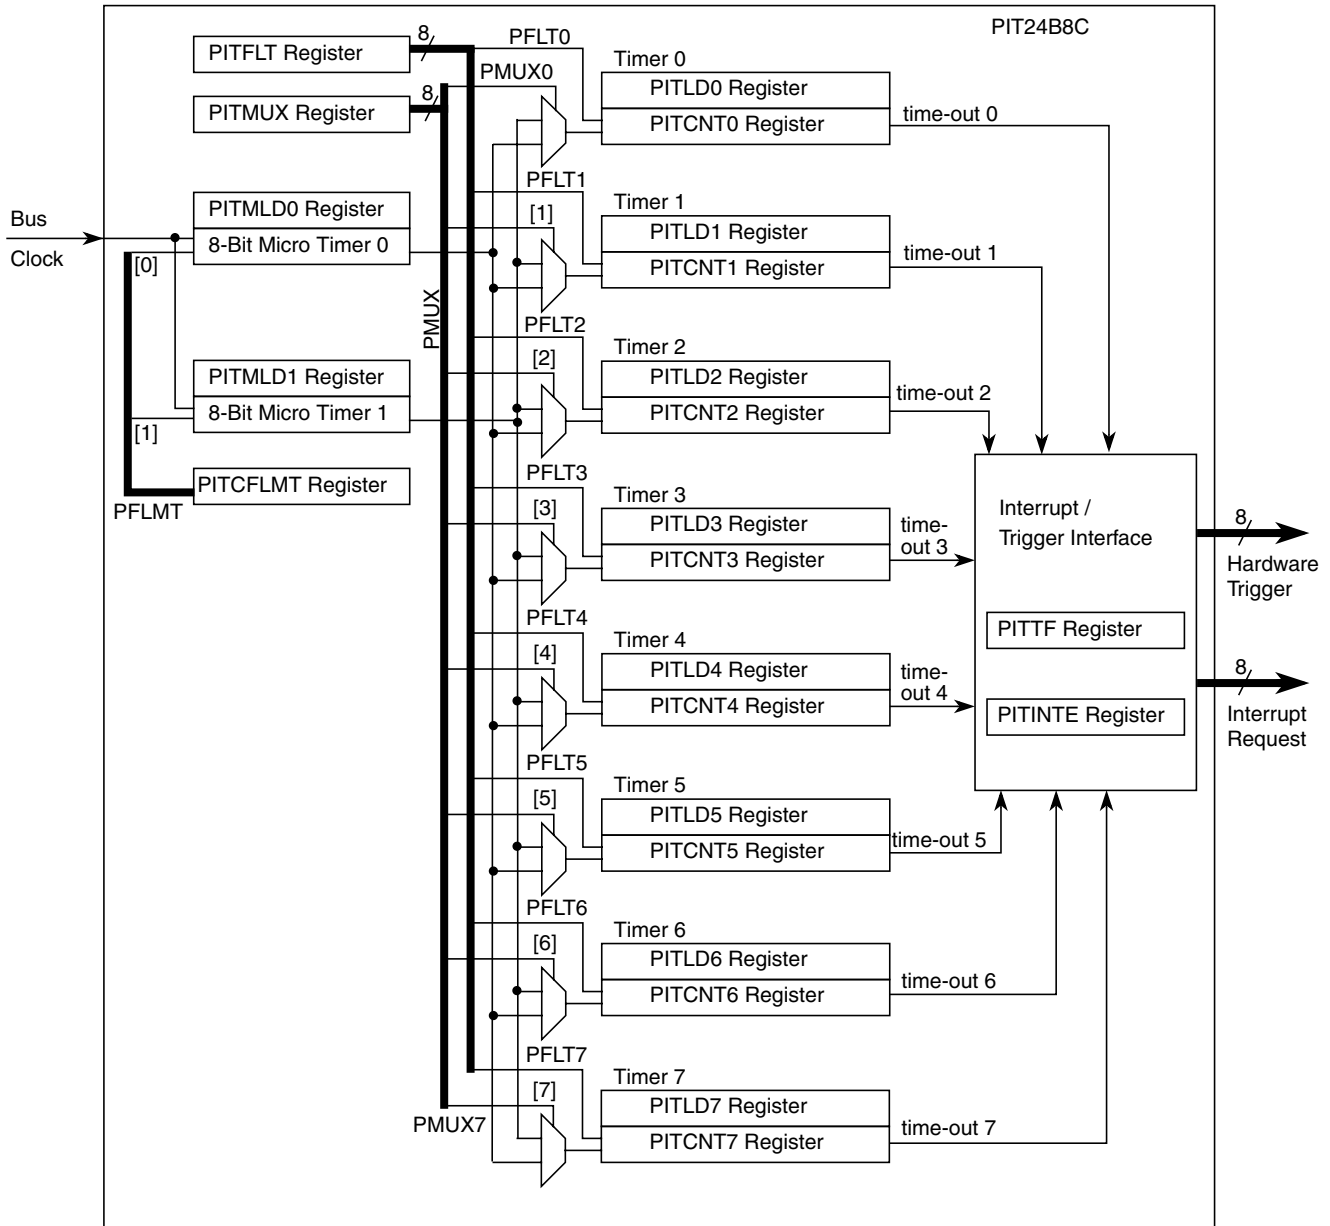 PIT24B8C
PITFLT Register
8
PFLT0
PITMUX Register
8
PMUX0
Timer 0
PITLD0 Register
PITCNT0 Register
time-out 0
Bus
Clock
PITMLD0 Register
8-Bit Micro Timer 0
[0]
PITMLD1 Register
8-Bit Micro Timer 1
[1]
PITCFLMT Register
PFLMT
PMUX
PFLT1
[1]
Timer 1
PITLD1 Register
PITCNT1 Register
time-out 1
PFLT2
[2]
Timer 2
PITLD2 Register
PITCNT2 Register
time-out 2
PFLT3
[3]
Timer 3
PITLD3 Register
PITCNT3 Register
time-
out 3
PFLT4
[4]
Timer 4
PITLD4 Register
PITCNT4 Register
time-
out 4
PFLT5
[5]
Timer 5
PITLD5 Register
PITCNT5 Register
time-out 5
PFLT6
[6]
Timer 6
PITLD6 Register
PITCNT6 Register
time-out 6
PFLT7
[7]
PMUX7
Timer 7
PITLD7 Register
PITCNT7 Register
time-out 7
Interrupt /
Trigger Interface
PITTF Register
PITINTE Register
8
Hardware
Trigger
8
Interrupt
Request